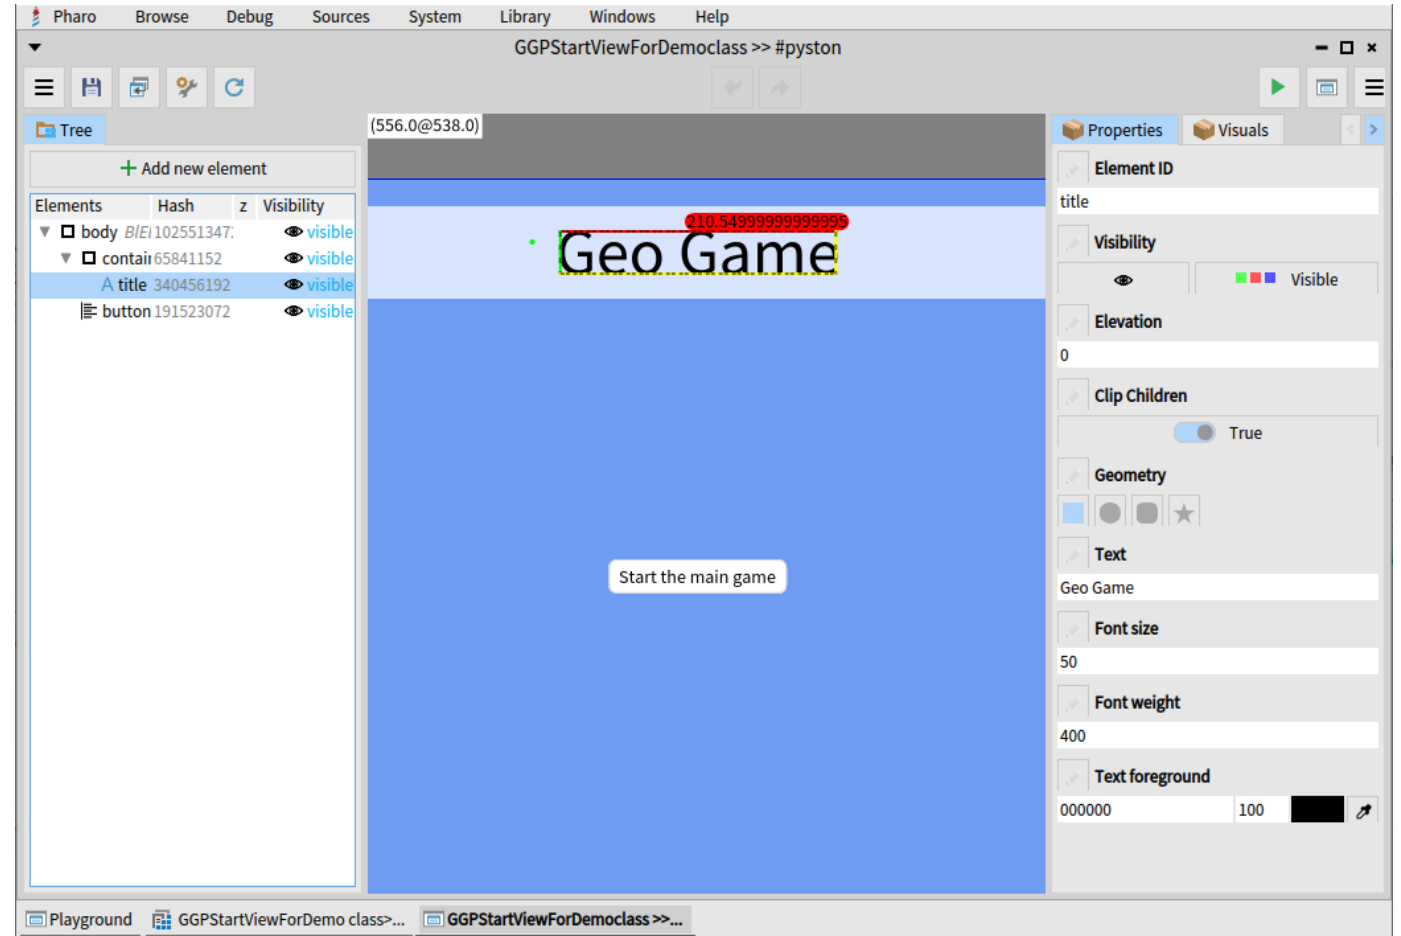 Pharo Browse Debug Sources System Library Windows Help
GGPStartViewForDemoclass >> #pyston
Tree
Add new element
Elements Hash z Visibility
body BlEl 102551347: visible
contaiı 65841152 visible
A title 340456192 visible
button 191523072 visible
(556.0@538.0)
210.54999999999995
Geo Game
Start the main game
Properties Visuals < >
Element ID
title
Visibility
Visible
Elevation
0
Clip Children
True
Geometry
Text
Geo Game
Font size
50
Font weight
400
Text foreground
000000 100
Playground GGPStartViewForDemo class>... GGPStartViewForDemoclass >>...